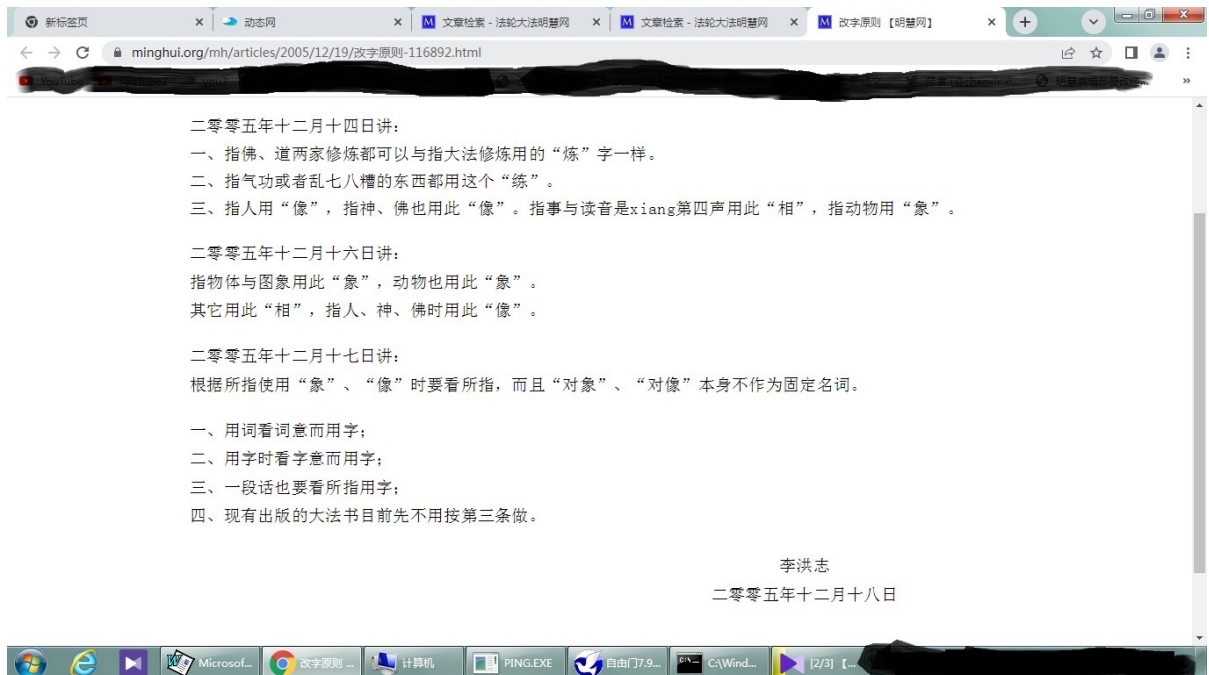 新标签页
动态网
文章检索 - 法轮大法明慧网
文章检索 - 法轮大法明慧网
改字原则 【明慧网】
minghui.org/mh/articles/2005/12/19/改字原则-116892.html
YouTube
二零零五年十二月十四日讲：
一、指佛、道两家修炼都可以与指大法修炼用的“炼”字一样。
二、指气功或者乱七八糟的东西都用这个“练”。
三、指人用“像”，指神、佛也用此“像”。指事与读音是xiang第四声用此“相”，指动物用“象”。
二零零五年十二月十六日讲：
指物体与图象用此“象”，动物也用此“象”。
其它用此“相”，指人、神、佛时用此“像”。
二零零五年十二月十七日讲：
根据所指使用“象”、“像”时要看所指，而且“对象”、“对像”本身不作为固定名词。
一、用词看词意而用字；
二、用字时看字意而用字；
三、一段话也要看所指用字；
四、现有出版的大法书目前先不用按第三条做。
李洪志
二零零五年十二月十八日
Microsof...
改字原则 ...
计算机
PING.EXE
自由门7.9...
C:\Wind...
[2/3] 【...